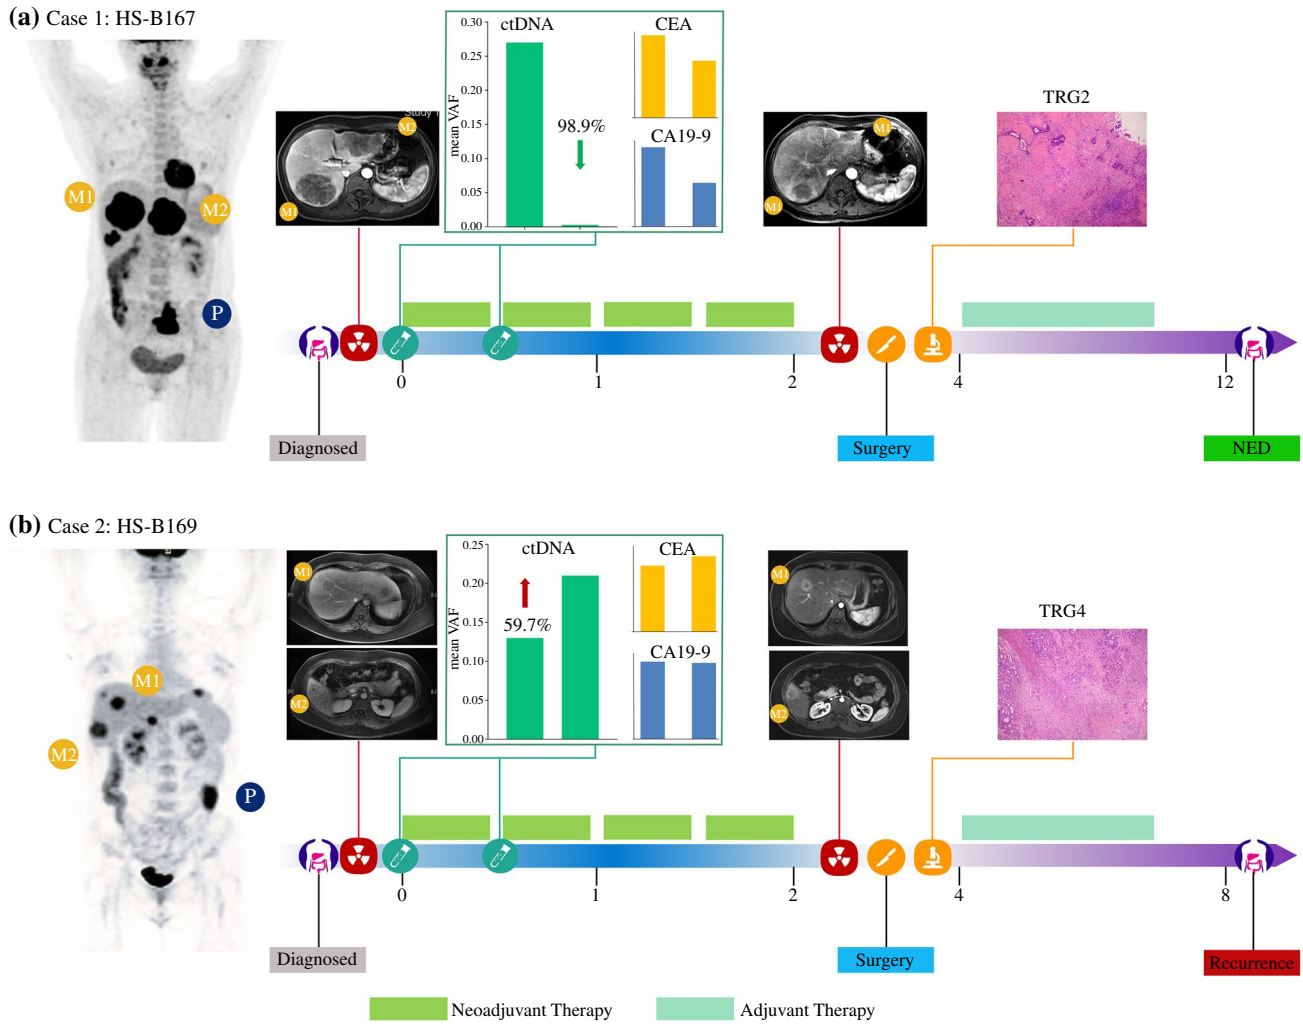 (a) Case 1: HS-B167
M1
M2
P
Study
M2
M1
ctDNA
mean VAF
0.30
0.25
0.20
0.15
0.10
0.05
0.00
98.9%
CEA
CA19-9
M1
M1
TRG2
0
1
2
4
12
Diagnosed
Surgery
NED
(b) Case 2: HS-B169
M1
M2
P
M1
M2
ctDNA
mean VAF
0.25
0.20
0.15
0.10
0.05
0.00
59.7%
CEA
CA19-9
M1
M2
TRG4
0
1
2
4
8
Diagnosed
Surgery
Recurrence
Neoadjuvant Therapy
Adjuvant Therapy